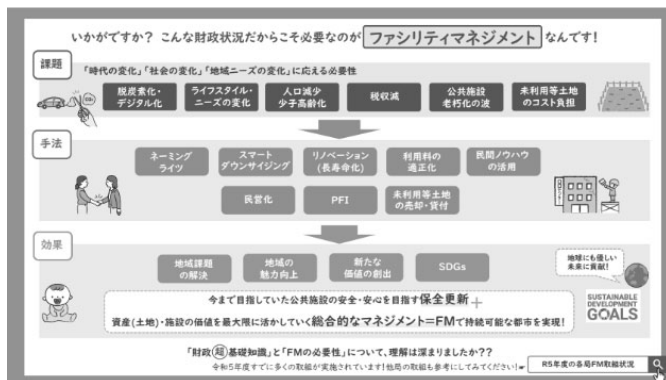 いかがですか? こんな財政状況だからこそ必要なのが ファシリティマネジメント なんです!
課題
「時代の変化」「社会の変化」「地域ニーズの変化」に応える必要性
脱炭素化・
デジタル化
ライフスタイル・
ニーズの変化
人口減少
少子高齢化
税収減
公共施設
老朽化の波
未利用等土地
のコスト負担
手法
ネーミング
ライツ
スマート
ダウンサイジング
リノベーション
(長寿命化)
利用料の
適正化
民間ノウハウ
の活用
民営化
PFI
未利用等土地
の売却・貸付
効果
地域課題
の解決
地域の
魅力向上
新たな
価値の創出
SDGs
地球にも優しい
未来に貢献!
今まで目指していた公共施設の安全・安心を目指す保全更新+
資産(土地)・施設の価値を最大限に活かしていく総合的なマネジメント=FMで持続可能な都市を実現!
SUSTAINABLE
DEVELOPMENT
GOALS
「財政超基礎知識」と「FMの必要性」について、理解は深まりましたか??
令和5年度すでに多くの取組が実施されています!他局の取組も参考にしてみてください!☛
R5年度の各局FM取組状況